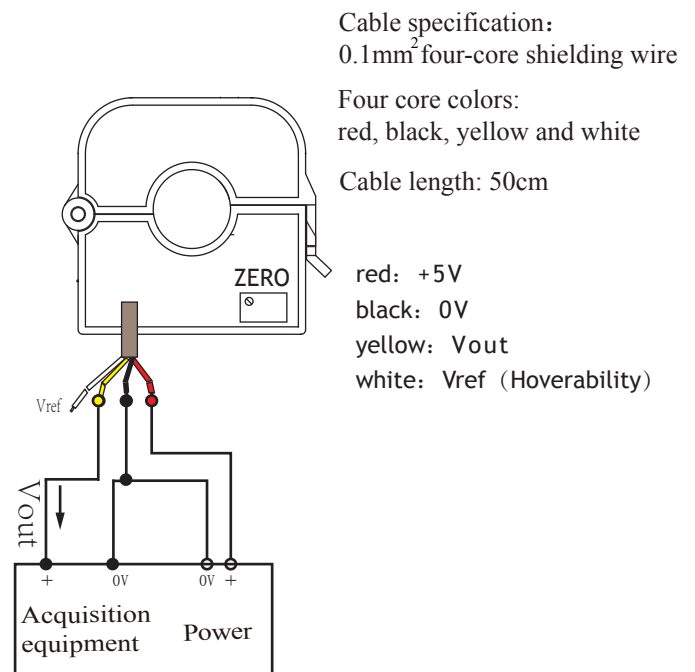 Cable specification：
0.1mm² four-core shielding wire
Four core colors:
red, black, yellow and white
Cable length: 50cm
ZERO
red：+5V
black：0V
yellow：Vout
white：Vref（Hoverability）
Vref
Vout
+ 0V 0V +
Acquisition
equipment
Power